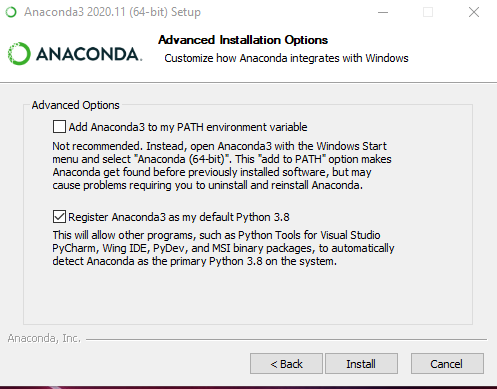 Anaconda3 2020.11 (64-bit) Setup
ANACONDA.
Advanced Installation Options
Customize how Anaconda integrates with Windows
Advanced Options
Add Anaconda3 to my PATH environment variable
Not recommended. Instead, open Anaconda3 with the Windows Start
menu and select "Anaconda (64-bit)". This "add to PATH" option makes
Anaconda get found before previously installed software, but may
cause problems requiring you to uninstall and reinstall Anaconda.
Register Anaconda3 as my default Python 3.8
This will allow other programs, such as Python Tools for Visual Studio
PyCharm, Wing IDE, PyDev, and MSI binary packages, to automatically
detect Anaconda as the primary Python 3.8 on the system.
Anaconda, Inc.
< Back
Install
Cancel